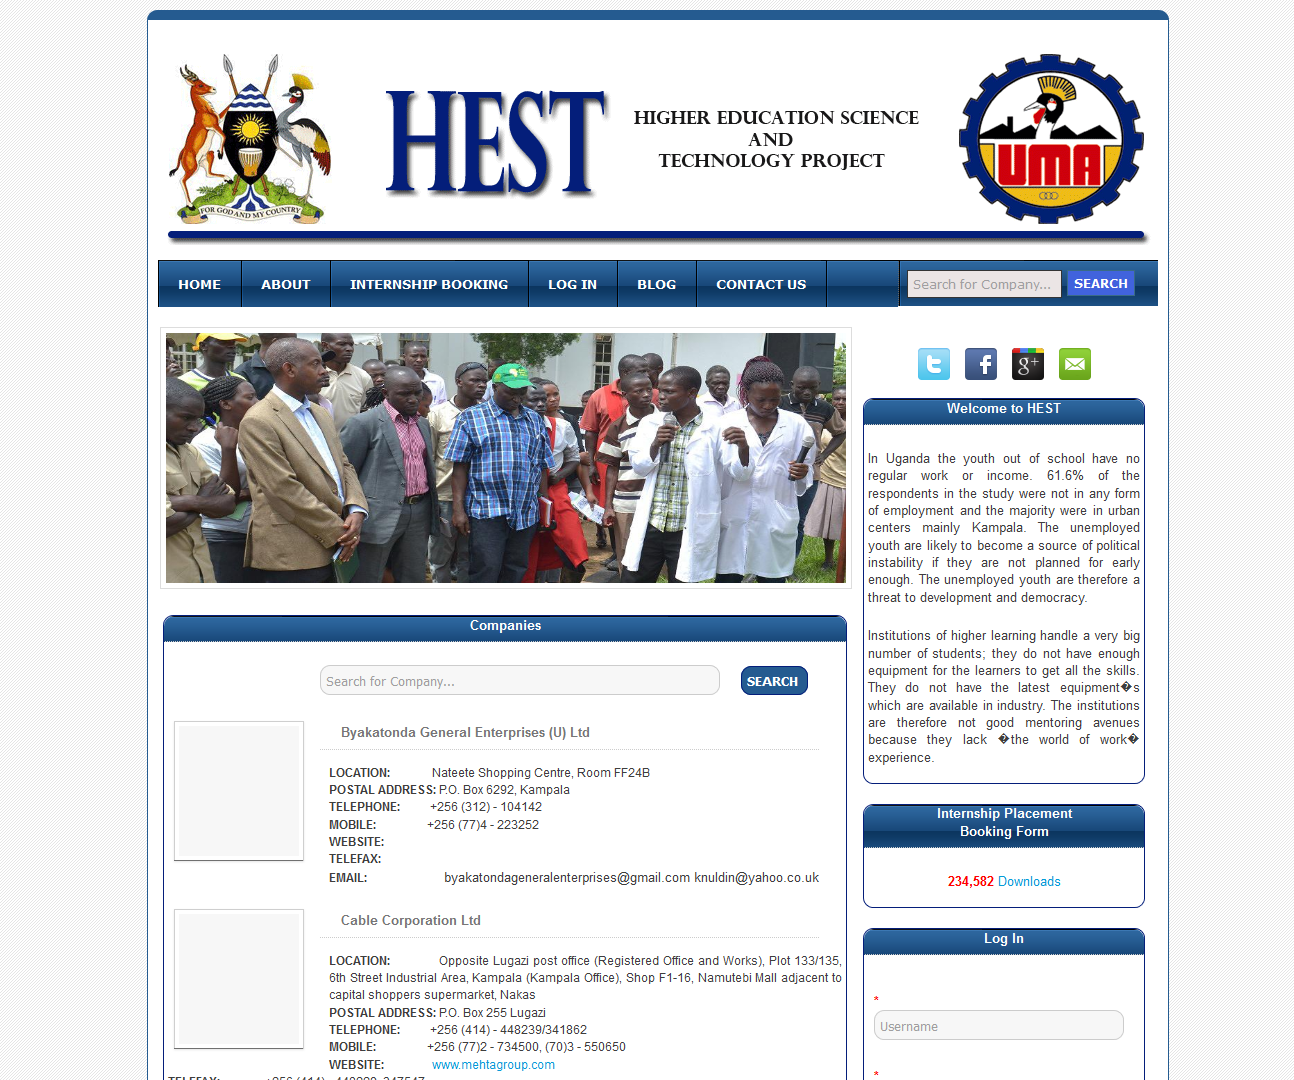 FOR GOD AND MY COUNTRY
HEST
HIGHER EDUCATION SCIENCE
AND
TECHNOLOGY PROJECT
UMA
HOME
ABOUT
INTERNSHIP BOOKING
LOG IN
BLOG
CONTACT US
Search for Company...
SEARCH
Welcome to HEST
In Uganda the youth out of school have no
regular work or income. 61.6% of the
respondents in the study were not in any form
of employment and the majority were in urban
centers mainly Kampala. The unemployed
youth are likely to become a source of political
instability if they are not planned for early
enough. The unemployed youth are therefore a
threat to development and democracy.
Institutions of higher learning handle a very big
number of students; they do not have enough
equipment for the learners to get all the skills.
They do not have the latest equipment�s
which are available in industry. The institutions
are therefore not good mentoring avenues
because they lack �the world of work�
experience.
Companies
Search for Company...
SEARCH
Byakatonda General Enterprises (U) Ltd
LOCATION: Nateete Shopping Centre, Room FF24B
POSTAL ADDRESS: P.O. Box 6292, Kampala
TELEPHONE: +256 (312) - 104142
MOBILE: +256 (77)4 - 223252
WEBSITE:
TELEFAX:
EMAIL: byakatondageneralenterprises@gmail.com knuldin@yahoo.co.uk
Cable Corporation Ltd
LOCATION: Opposite Lugazi post office (Registered Office and Works), Plot 133/135,
6th Street Industrial Area, Kampala (Kampala Office), Shop F1-16, Namutebi Mall adjacent to
capital shoppers supermarket, Nakas
POSTAL ADDRESS: P.O. Box 255 Lugazi
TELEPHONE: +256 (414) - 448239/341862
MOBILE: +256 (77)2 - 734500, (70)3 - 550650
WEBSITE: www.mehtagroup.com
Internship Placement
Booking Form
234,582 Downloads
Log In
*
Username
*